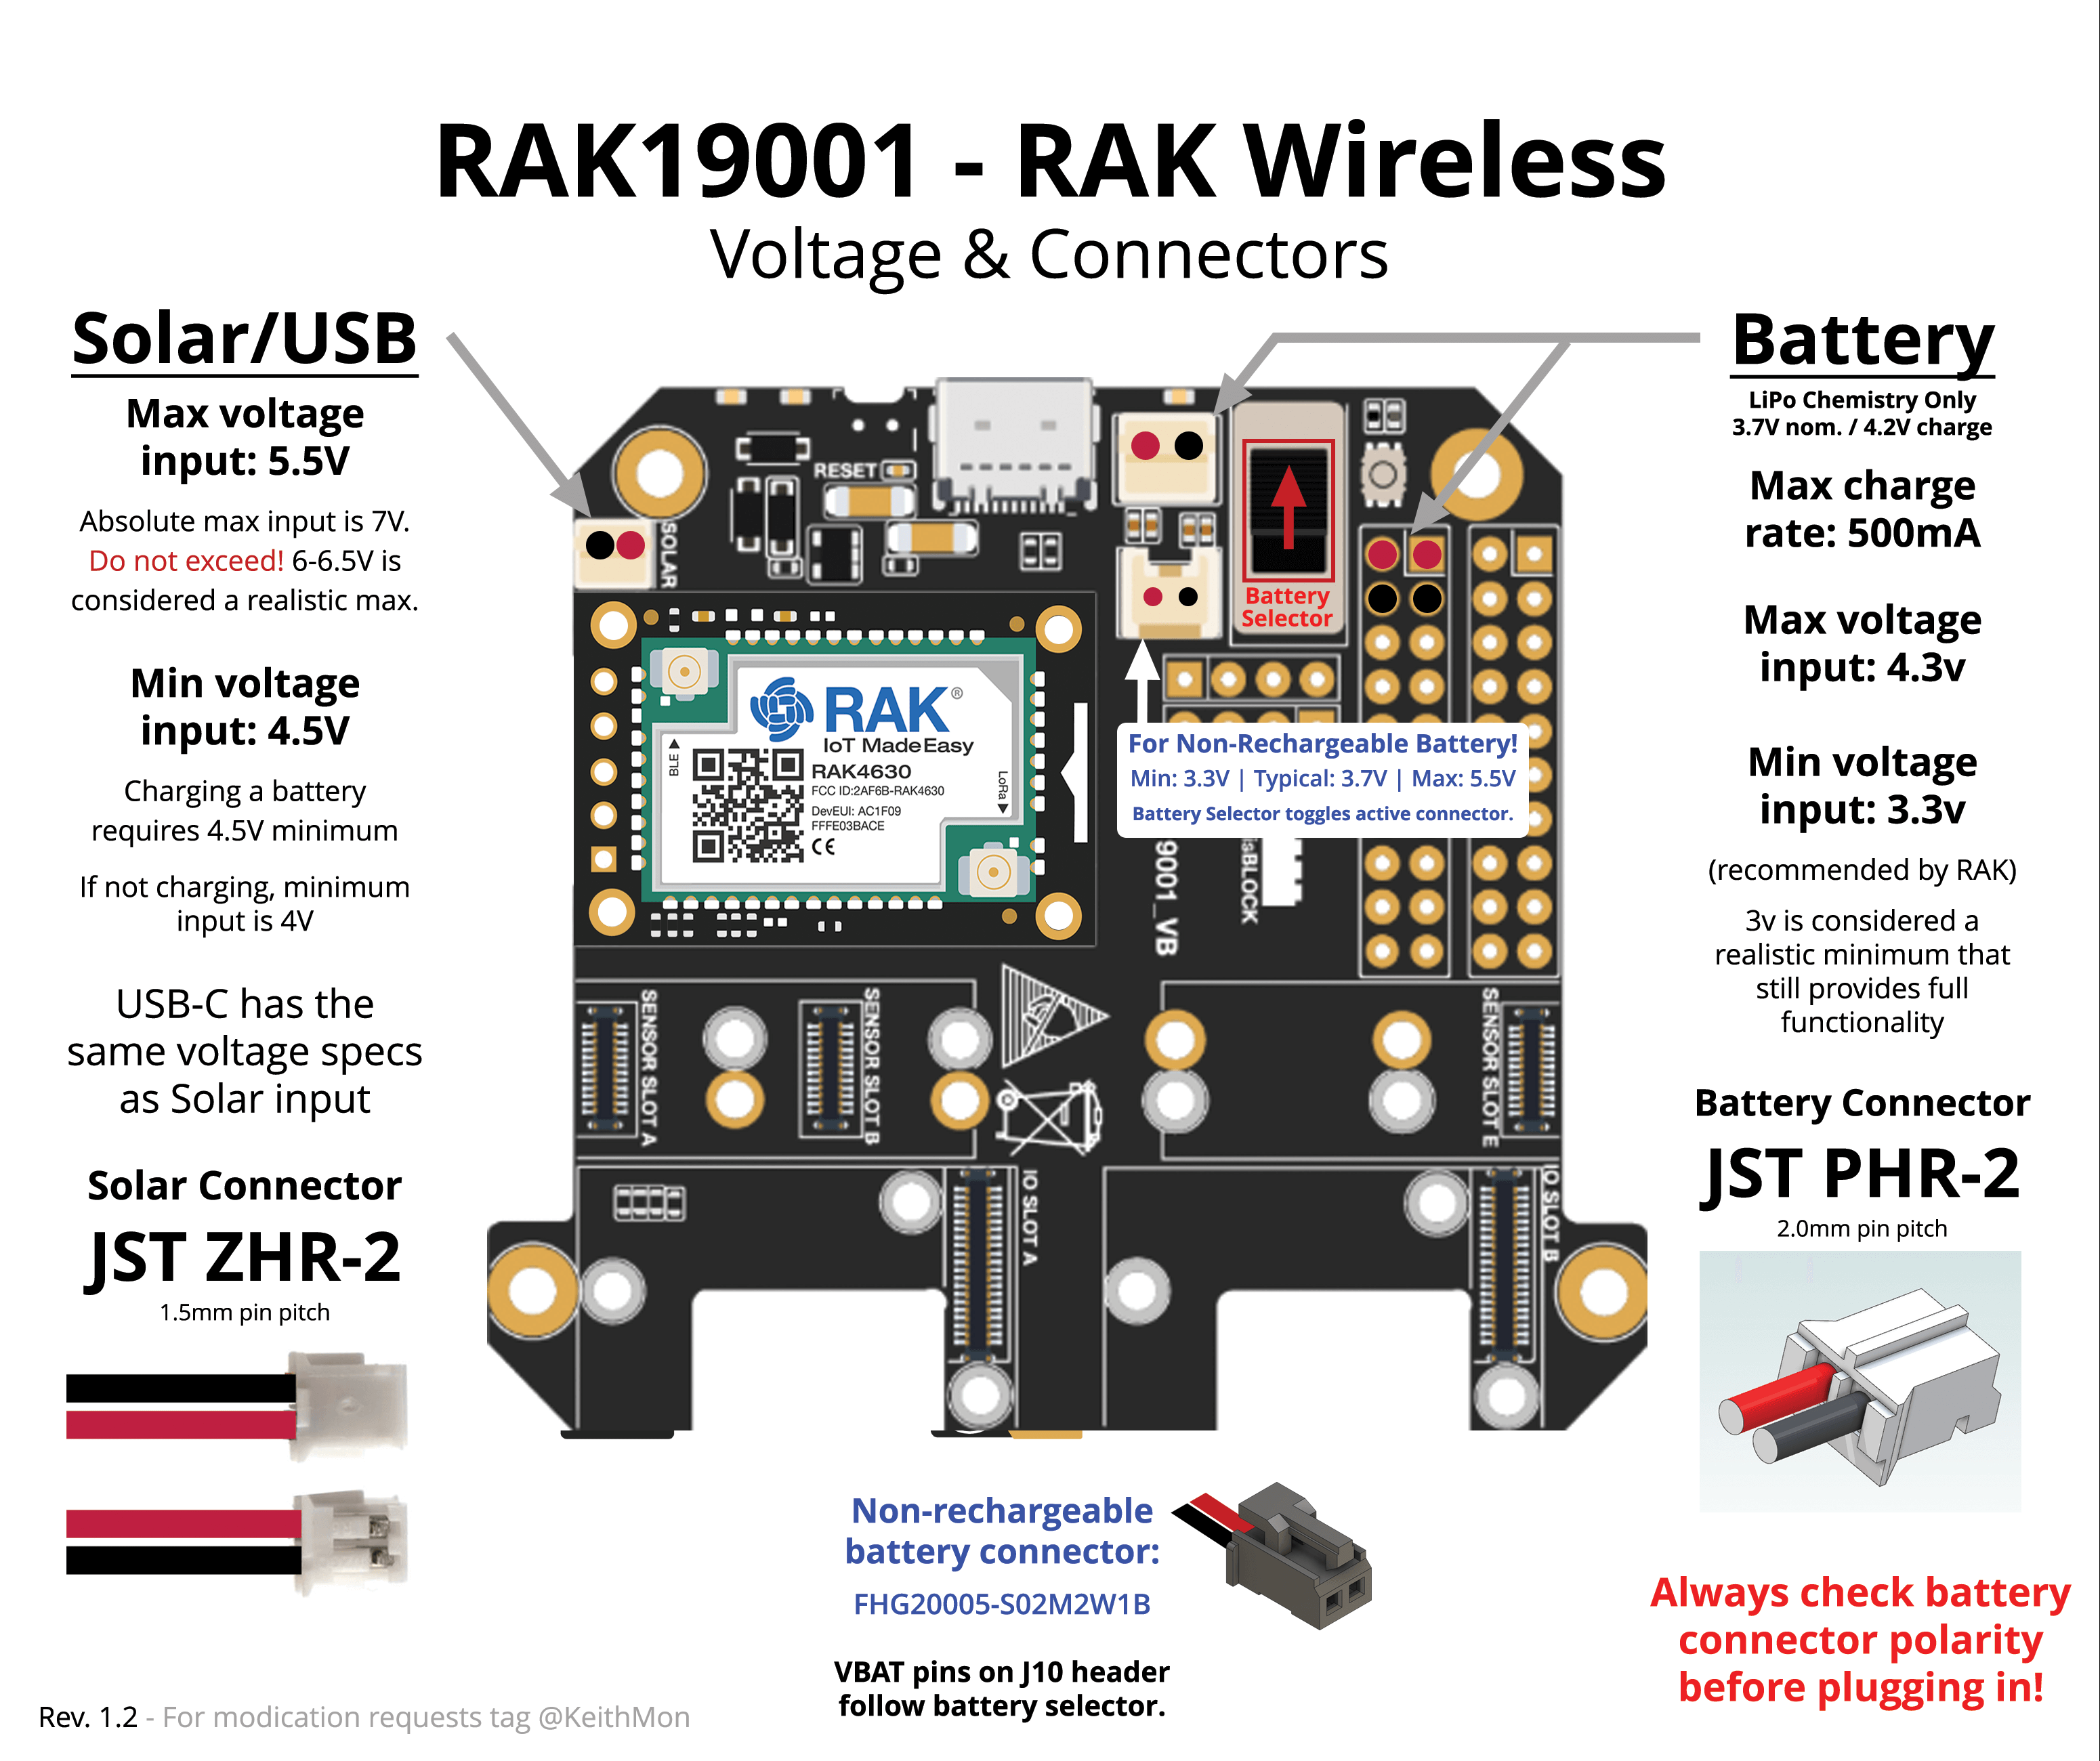 RAK19001 - RAK Wireless
Voltage & Connectors
Solar/USB
Max voltage
input: 5.5V
Absolute max input is 7V.
Do not exceed! 6-6.5V is
considered a realistic max.
Min voltage
input: 4.5V
Charging a battery
requires 4.5V minimum
If not charging, minimum
input is 4V
USB-C has the
same voltage specs
as Solar input
Solar Connector
JST ZHR-2
1.5mm pin pitch
RESET
SOLAR
Battery
Selector
RAK®
IoT Made Easy
RAK4630
FCC ID:2AF6B-RAK4630
DevEUI: AC1F09
FFFE03BACE
CE
BLE
LoRa
For Non-Rechargeable Battery!
Min: 3.3V | Typical: 3.7V | Max: 5.5V
Battery Selector toggles active connector.
9001_VB
isBLOCK
SENSOR SLOT A
SENSOR SLOT B
SENSOR SLOT E
IO SLOT A
IO SLOT B
Non-rechargeable
battery connector:
FHG20005-S02M2W1B
VBAT pins on J10 header
follow battery selector.
Battery
LiPo Chemistry Only
3.7V nom. / 4.2V charge
Max charge
rate: 500mA
Max voltage
input: 4.3v
Min voltage
input: 3.3v
(recommended by RAK)
3v is considered a
realistic minimum that
still provides full
functionality
Battery Connector
JST PHR-2
2.0mm pin pitch
Always check battery
connector polarity
before plugging in!
Rev. 1.2 - For modication requests tag @KeithMon